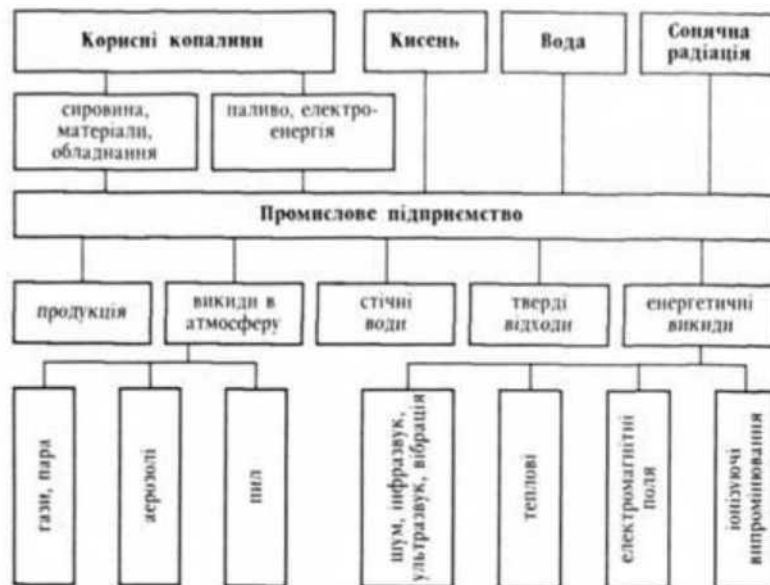 Корисні копалини
Кисень
Вода
Сонячна
радіація
сировина,
матеріали,
обладнання
паливо, електро-
енергія
Промислове підприємство
продукція
викиди в
атмосферу
стічні
води
тверді
відходи
енергетичні
викиди
гази, пара
аерозолі
пил
шум, інфразвук,
ультразвук, вібрація
теплові
електромагнітні
поля
іонізуючі
випромінювання